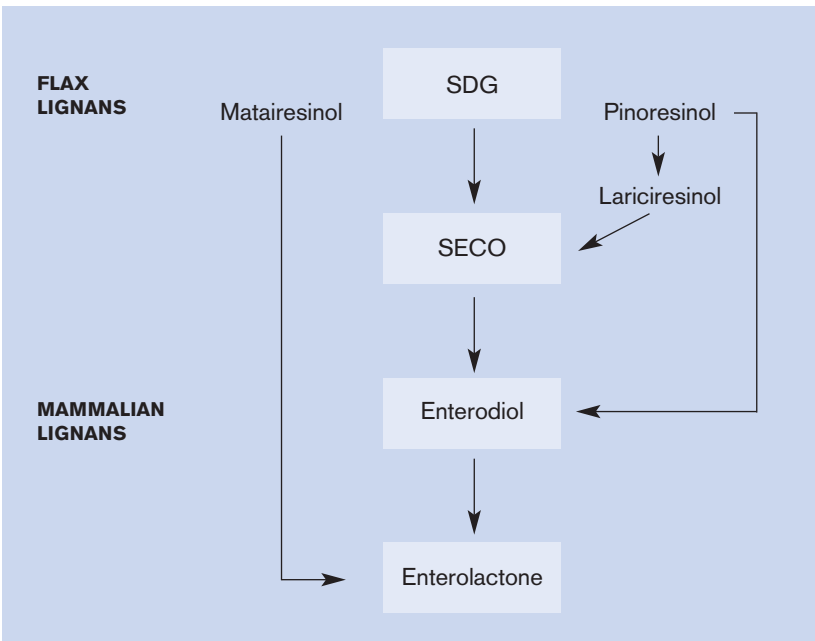 FLAX
LIGNANS
SDG
Matairesinol
Pinoresinol
Lariciresinol
SECO
MAMMALIAN
LIGNANS
Enterodiol
Enterolactone